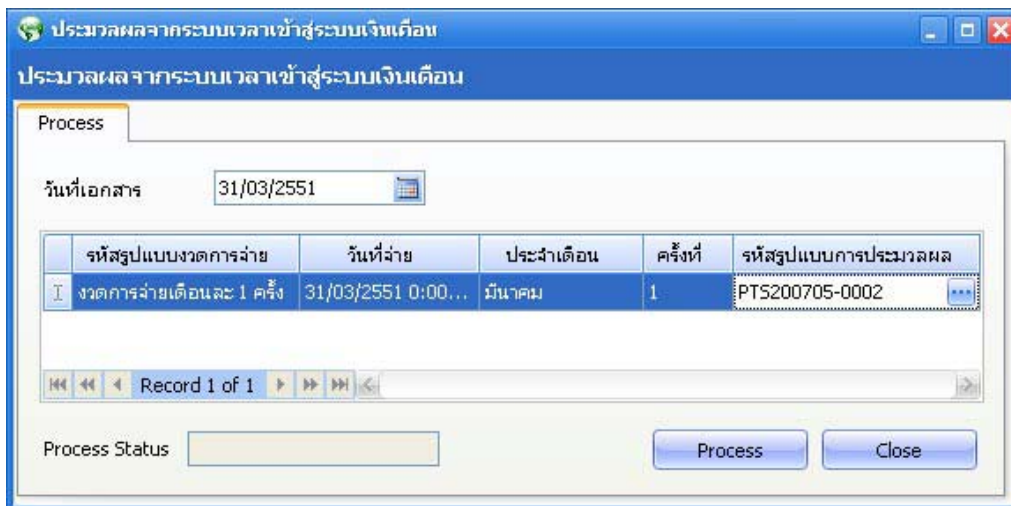 ประมวลผลจากระบบเวลาเข้าสู่ระบบเงินเดือน
ประมวลผลจากระบบเวลาเข้าสู่ระบบเงินเดือน
Process
วันที่เอกสาร 31/03/2551
รหัสรูปแบบงวดการจ่าย วันที่จ่าย ประจำเดือน ครั้งที่ รหัสรูปแบบการประมวลผล
งวดการจ่ายเดือนละ 1 ครั้ง 31/03/2551 0:00... มีนาคม 1 PTS200705-0002 ...
Record 1 of 1
Process Status Process Close